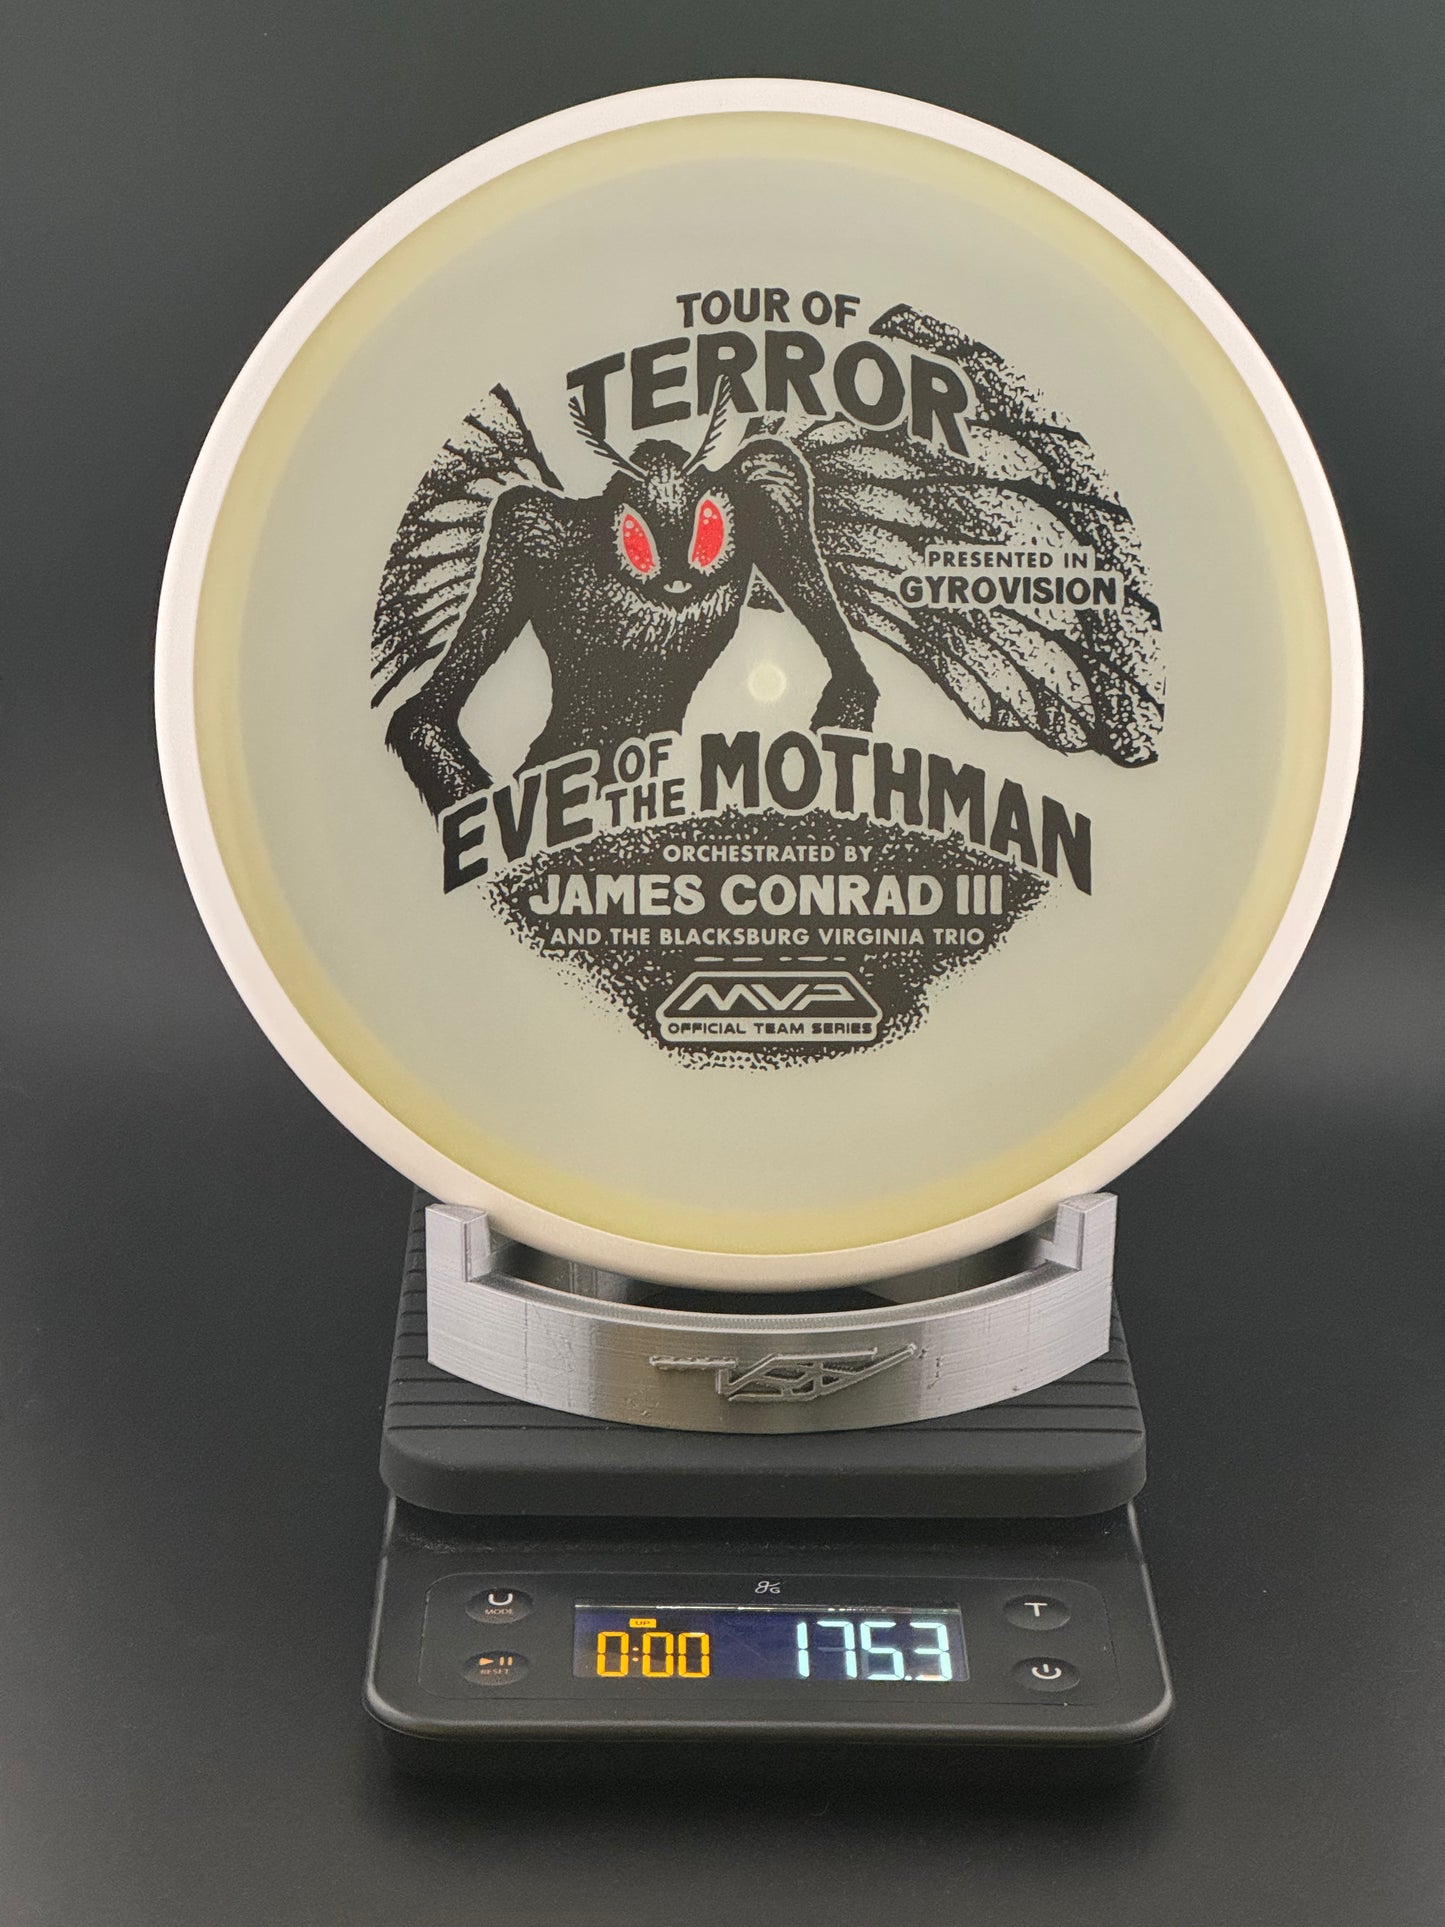 TOUR OF
TERROR
PRESENTED IN
GYROVISION
EVE OF THE MOTHMAN
ORCHESTRATED BY
JAMES CONRAD III
AND THE BLACKSBURG VIRGINIA TRIO
MVP
OFFICIAL TEAM SERIES
MODE
T
UP
0:00 175.3
RESET